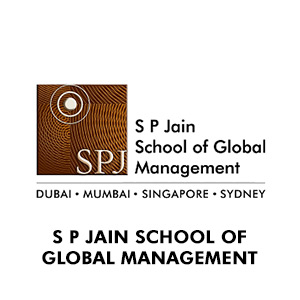 SPJ
S P Jain
School of Global
Management
DUBAI • MUMBAI • SINGAPORE • SYDNEY
S P JAIN SCHOOL OF
GLOBAL MANAGEMENT